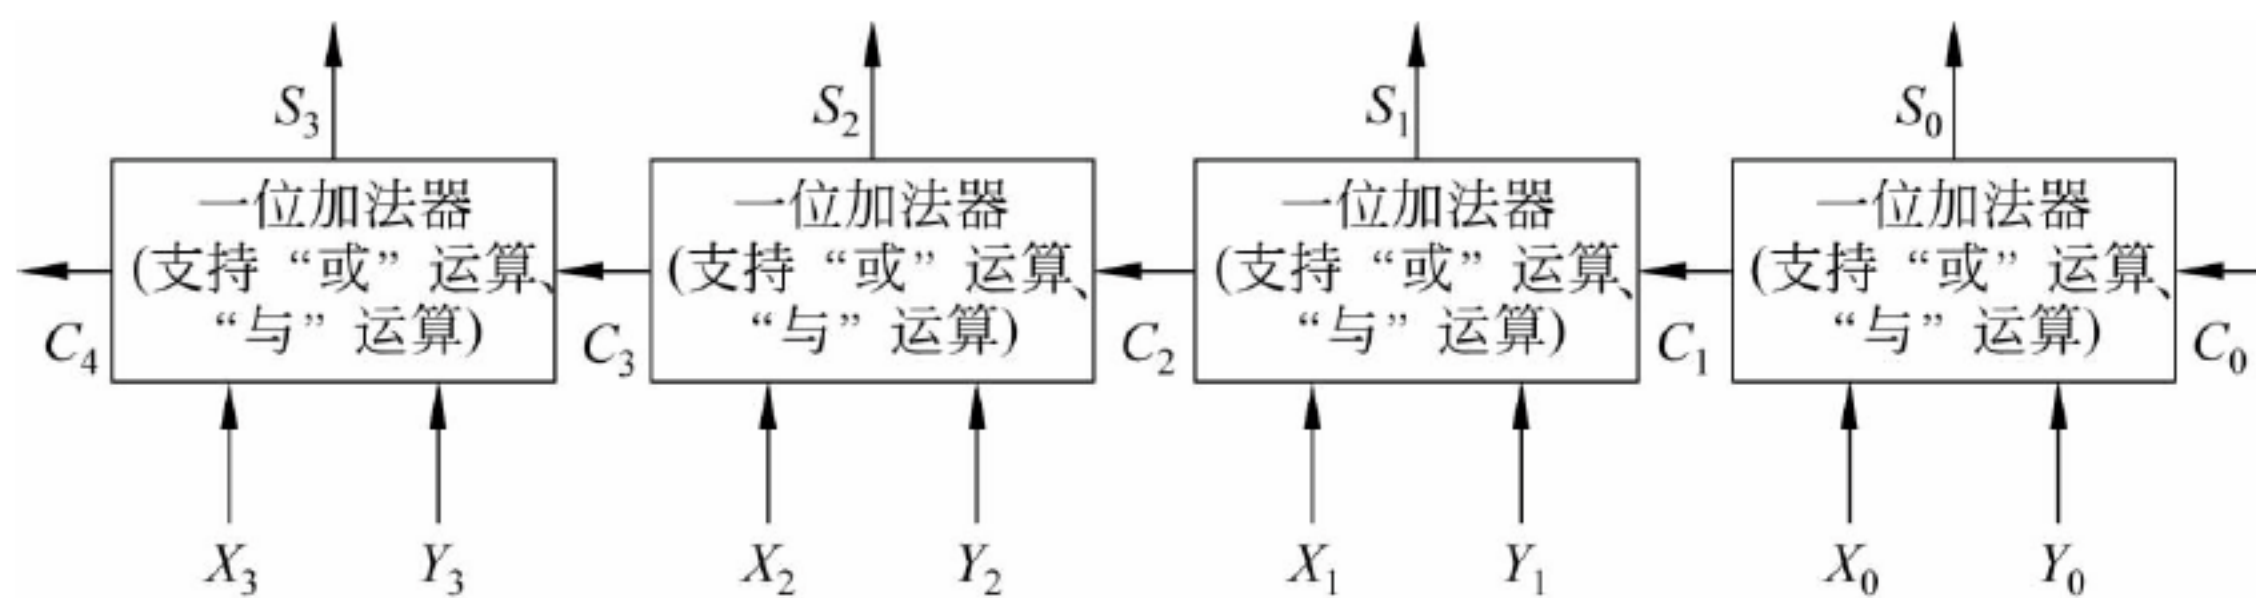 S₃ S₂ S₁ S₀
一位加法器 一位加法器 一位加法器 一位加法器
(支持“或”运算、 (支持“或”运算、 (支持“或”运算、 (支持“或”运算、
“与”运算) “与”运算) “与”运算) “与”运算)
C₄ C₃ C₂ C₁ C₀
X₃ Y₃ X₂ Y₂ X₁ Y₁ X₀ Y₀